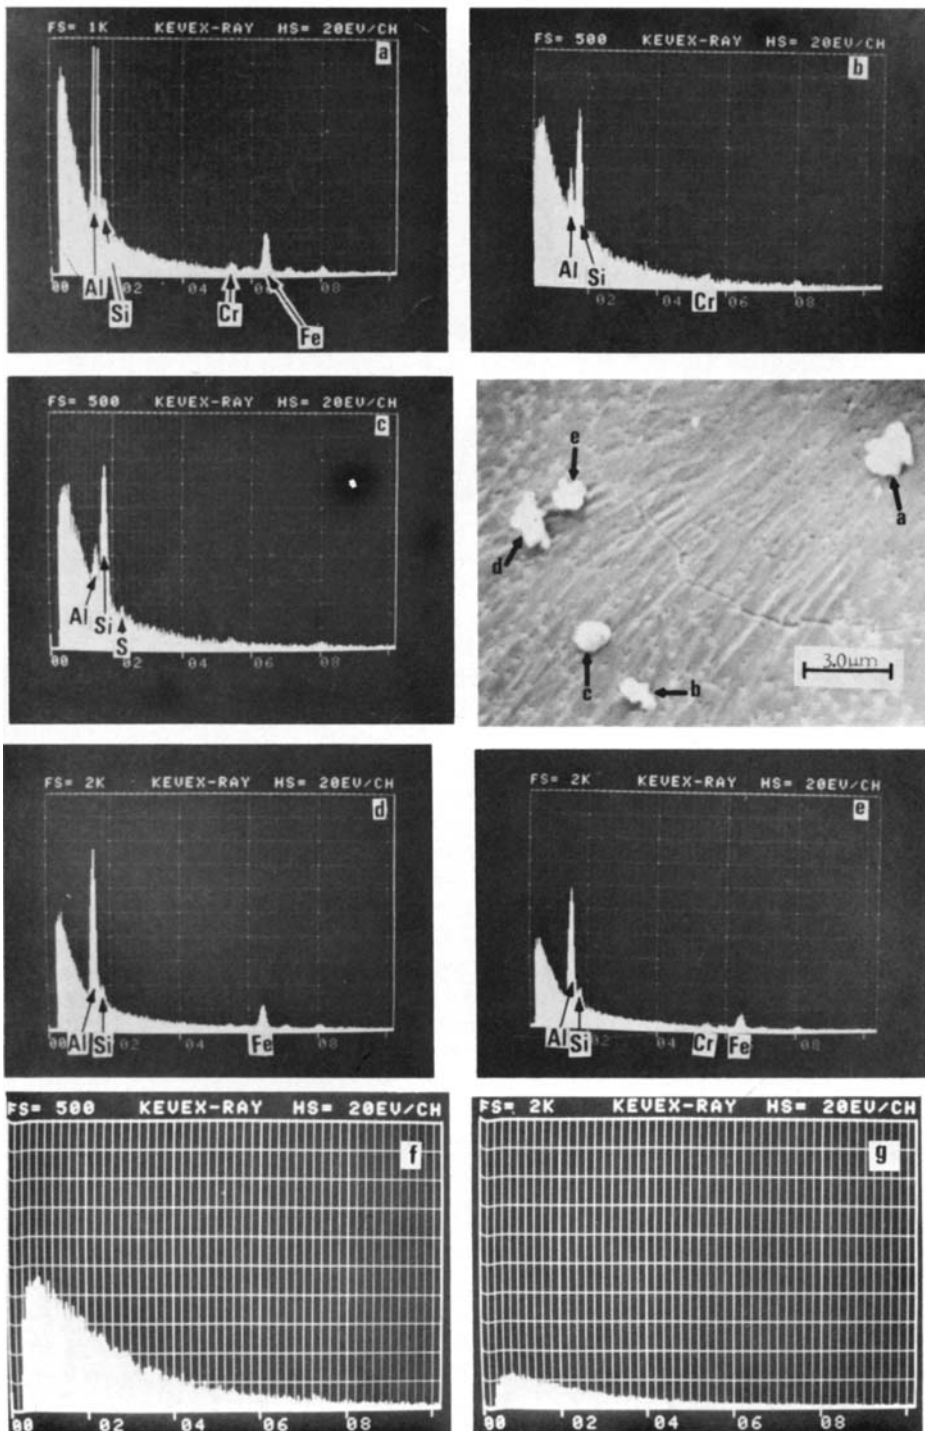 FS= 1K KEVEX-RAY HS= 20EV/CH
a
Al
Si
Cr
Fe
00 02 04 06 08
FS= 500 KEVEX-RAY HS= 20EV/CH
b
Al
Si
Cr
02 04 06 08
FS= 500 KEVEX-RAY HS= 20EV/CH
c
Al
Si
S
00 02 04 06 08
e
a
d
c
b
3.0μm
FS= 2K KEVEX-RAY HS= 20EV/CH
d
Al
Si
Fe
04 08
FS= 2K KEVEX-RAY HS= 20EV/CH
e
Al
Si
Cr
Fe
04 08
FS= 500 KEVEX-RAY HS= 20EV/CH
f
00 02 04 06 08
FS= 2K KEVEX-RAY HS= 20EV/CH
g
00 02 04 06 08